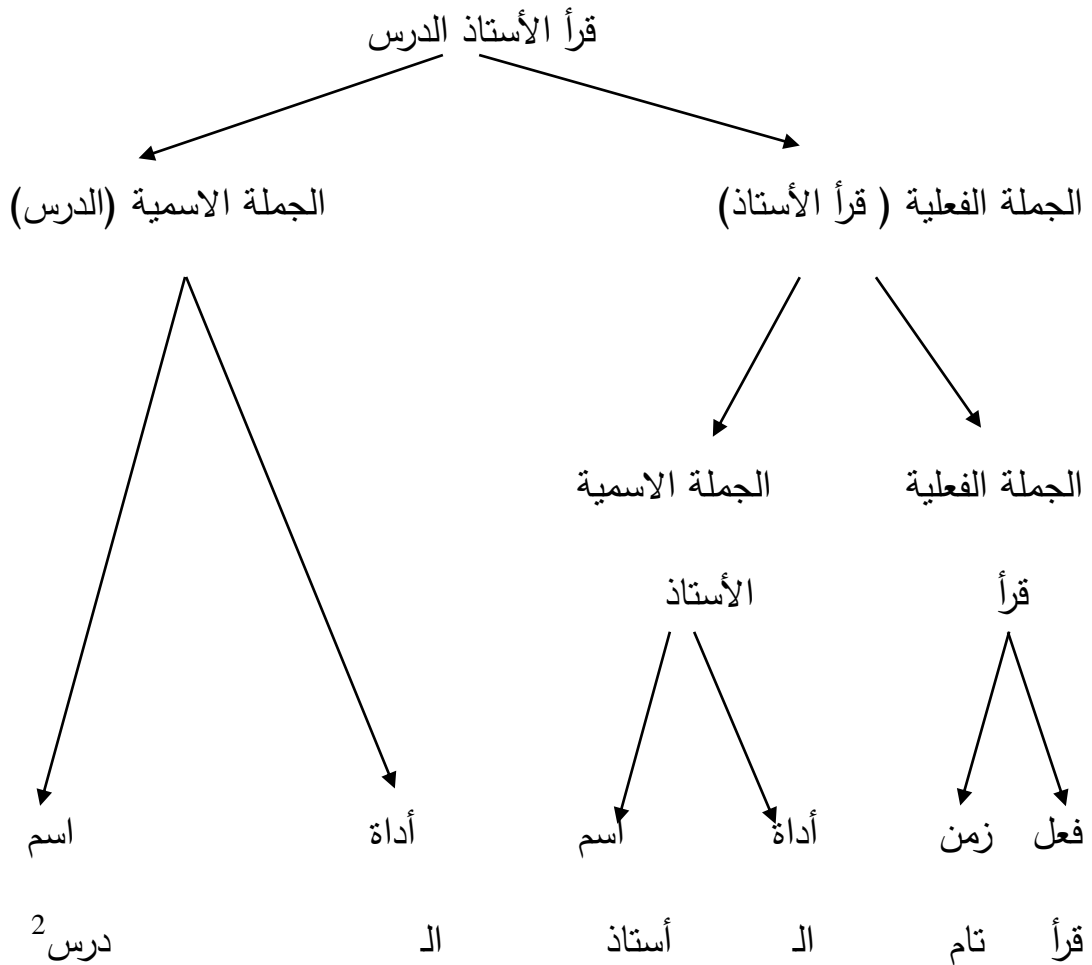 قرأ الأستاذ الدرس
الجملة الفعلية ( قرأ الأستاذ) الجملة الاسمية (الدرس)
الجملة الفعلية الجملة الاسمية
قرأ الأستاذ
فعل زمن أداة اسم أداة اسم
قرأ تام الـ أستاذ الـ درس2